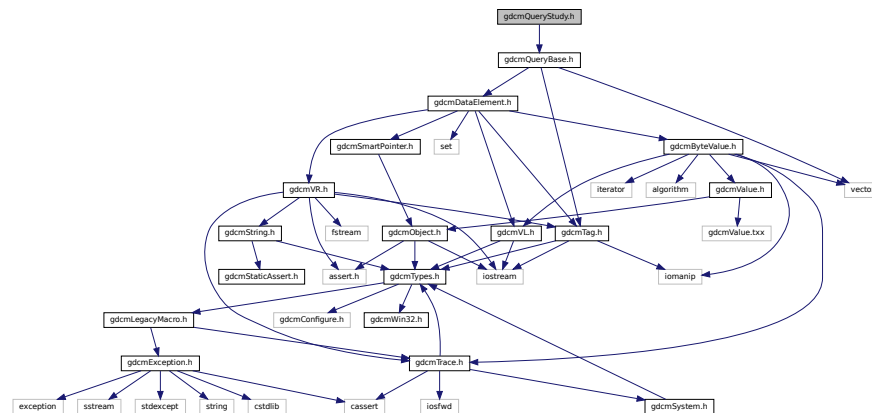 gdcmQueryStudy.h
gdcmQueryBase.h
gdcmDataElement.h
gdcmSmartPointer.h
set
gdcmByteValue.h
gdcmVR.h
iterator
algorithm
gdcmValue.h
vector
gdcmString.h
fstream
gdcmObject.h
gdcmVL.h
gdcmTag.h
gdcmValue.txx
gdcmStaticAssert.h
assert.h
gdcmTypes.h
iostream
iomanip
gdcmLegacyMacro.h
gdcmConfigure.h
gdcmWin32.h
gdcmException.h
gdcmTrace.h
exception
sstream
stdexcept
string
cstdlib
cassert
iosfwd
gdcmSystem.h